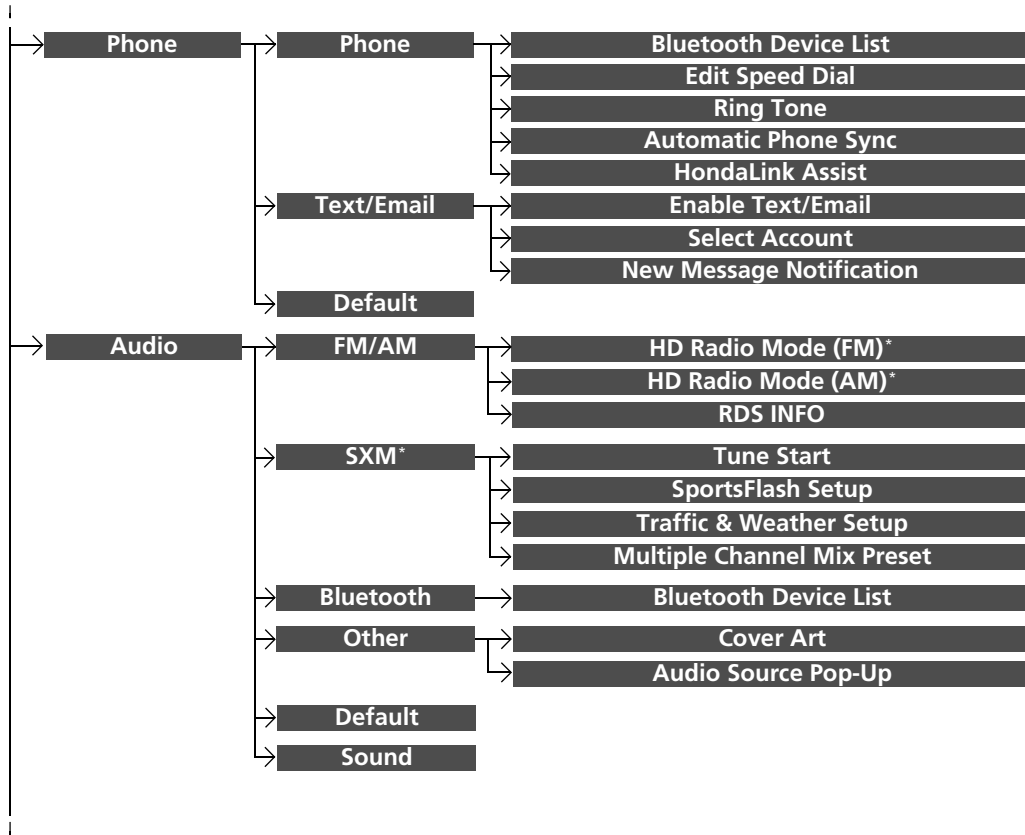 Phone
Phone
Bluetooth Device List
Edit Speed Dial
Ring Tone
Automatic Phone Sync
HondaLink Assist
Text/Email
Enable Text/Email
Select Account
New Message Notification
Default
Audio
FM/AM
HD Radio Mode (FM)*
HD Radio Mode (AM)*
RDS INFO
SXM*
Tune Start
SportsFlash Setup
Traffic & Weather Setup
Multiple Channel Mix Preset
Bluetooth
Bluetooth Device List
Other
Cover Art
Audio Source Pop-Up
Default
Sound